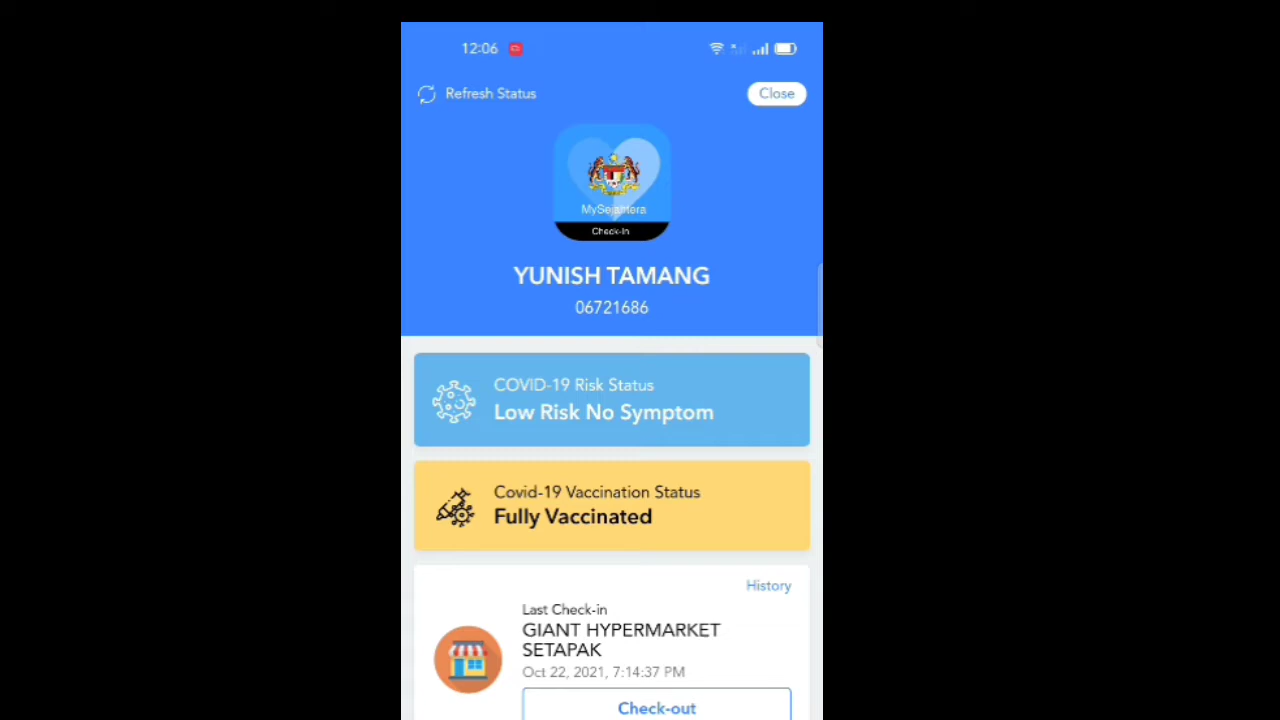 12:06
Refresh Status
Close
MySejahtera
Check-In
YUNISH TAMANG
06721686
COVID-19 Risk Status
Low Risk No Symptom
Covid-19 Vaccination Status
Fully Vaccinated
History
Last Check-in
GIANT HYPERMARKET
SETAPAK
Oct 22, 2021, 7:14:37 PM
Check-out